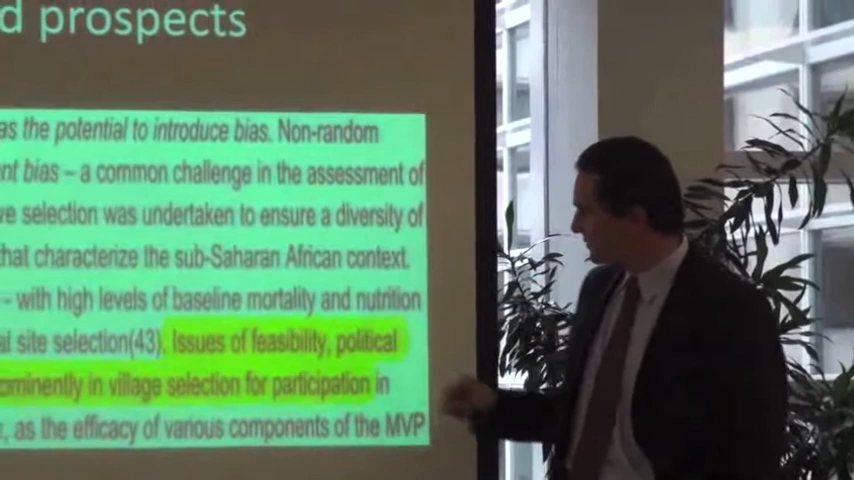 d prospects
as the potential to introduce bias. Non-random
nt bias – a common challenge in the assessment of
ve selection was undertaken to ensure a diversity of
that characterize the sub-Saharan African context.
– with high levels of baseline mortality and nutrition
al site selection(43). Issues of feasibility, political
ominently in village selection for participation in
, as the efficacy of various components of the MVP